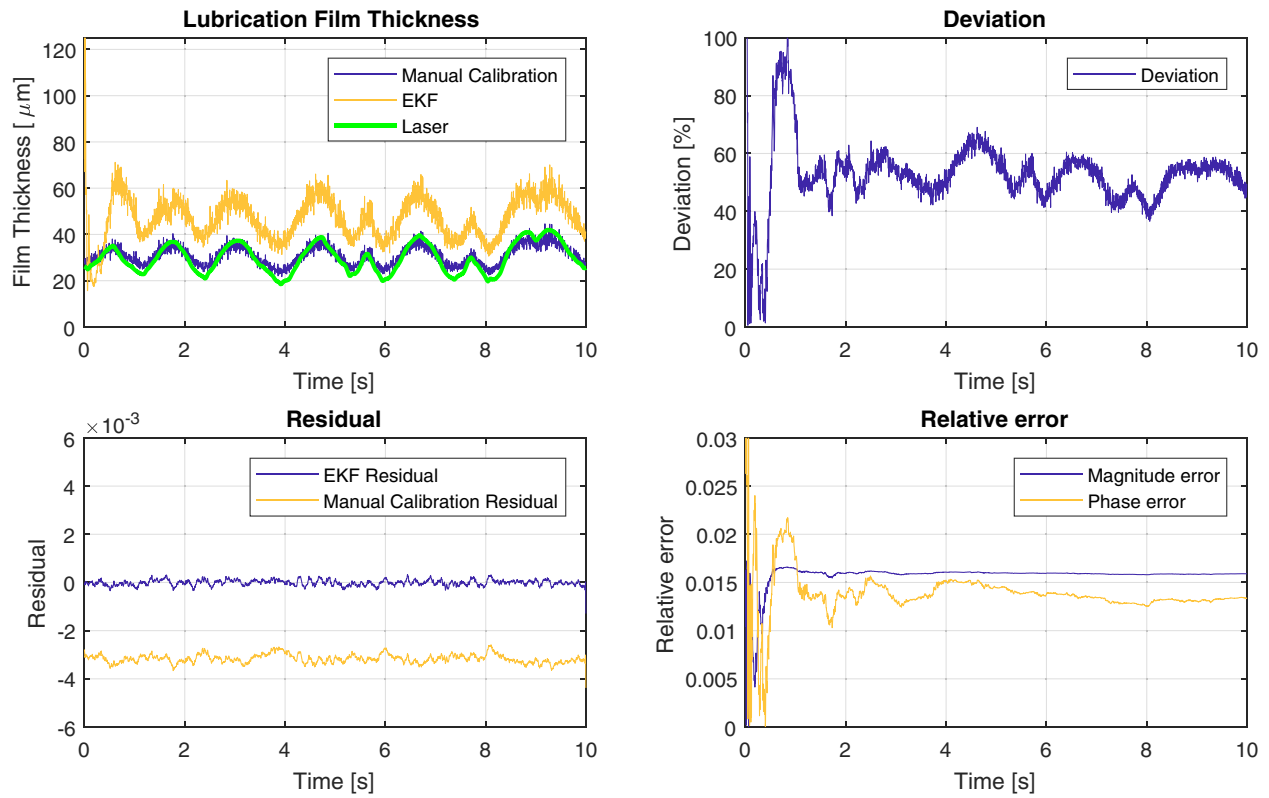 Lubrication Film Thickness
Film Thickness [ μm]
120
100
80
60
40
20
0
Manual Calibration
EKF
Laser
0 2 4 6 8 10
Time [s]
Deviation
Deviation [%]
100
80
60
40
20
0
Deviation
0 2 4 6 8 10
Time [s]
Residual
×10-3
Residual
6
4
2
0
-2
-4
-6
EKF Residual
Manual Calibration Residual
0 2 4 6 8 10
Time [s]
Relative error
Relative error
0.03
0.025
0.02
0.015
0.01
0.005
0
Magnitude error
Phase error
0 2 4 6 8 10
Time [s]